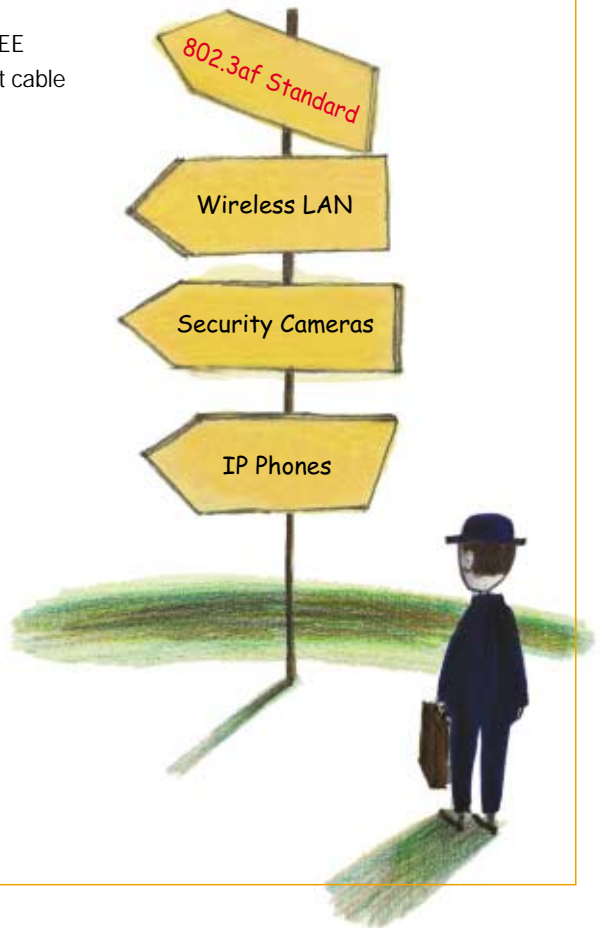 EE
t cable
802.3af Standard
Wireless LAN
Security Cameras
IP Phones